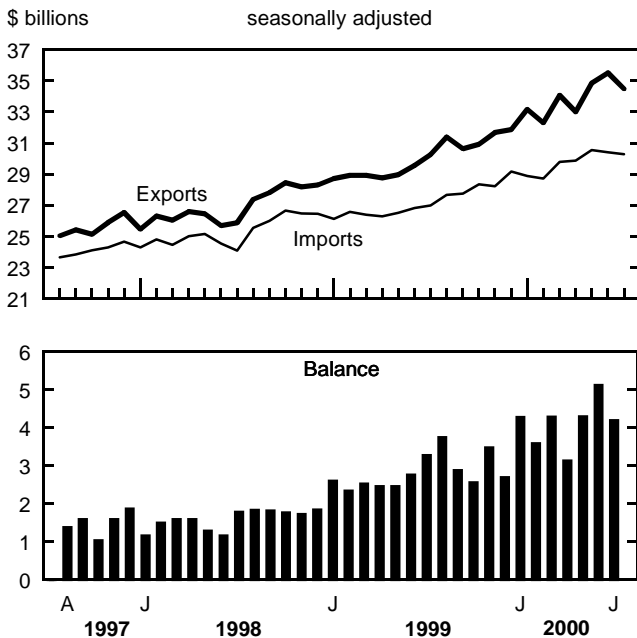 $ billions seasonally adjusted
37
35
33
31
29
27
25
23
21
Exports
Imports
6
5
4
3
2
1
0
Balance
A J J J J
1997 1998 1999 2000